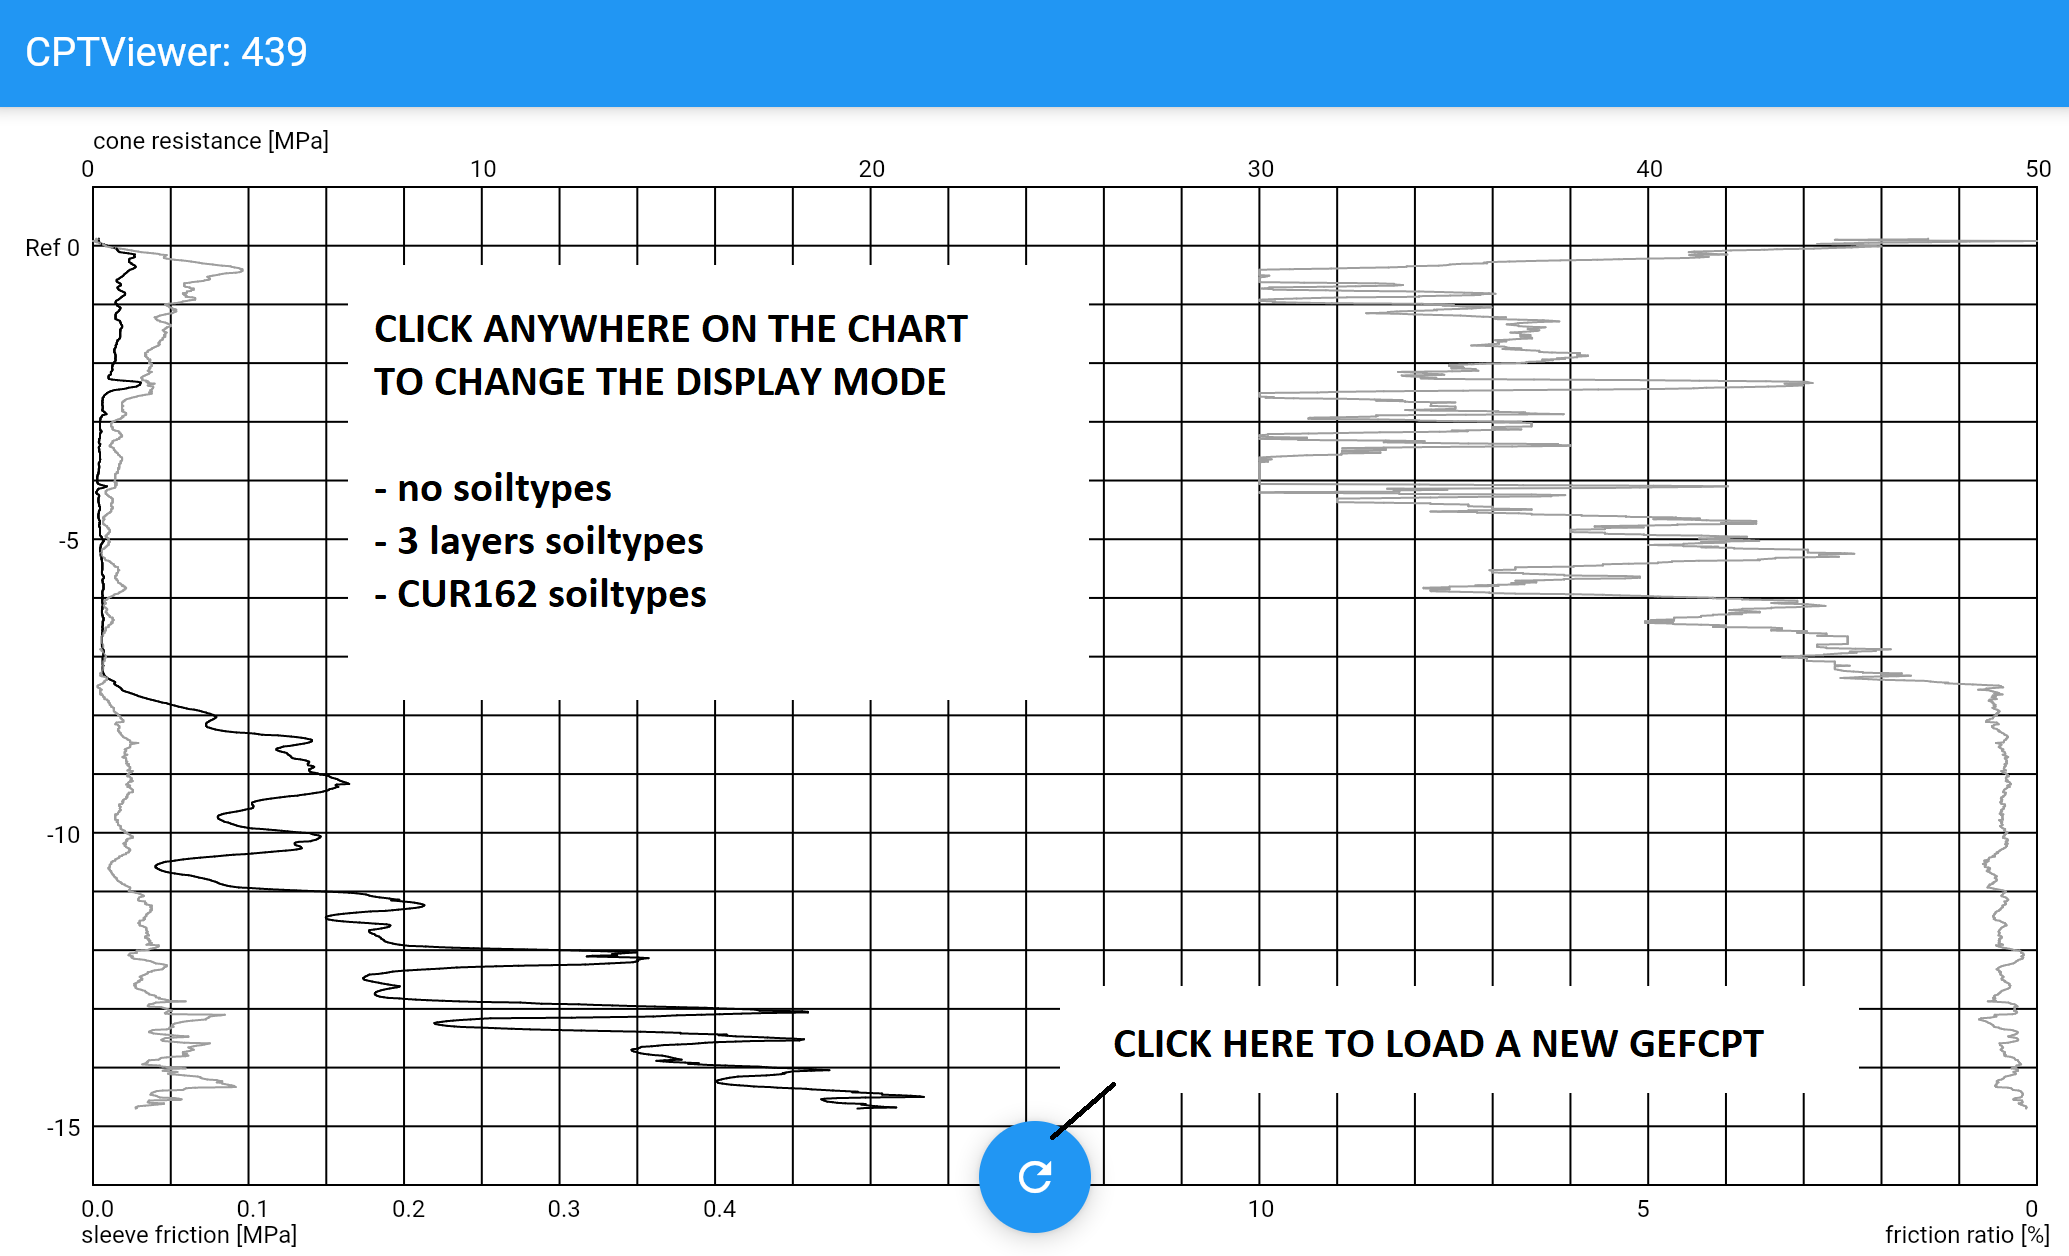 CPTViewer: 439
cone resistance [MPa]
0 10 20 30 40 50
Ref 0
CLICK ANYWHERE ON THE CHART
TO CHANGE THE DISPLAY MODE
- no soiltypes
- 3 layers soiltypes
- CUR162 soiltypes
-5
-10
CLICK HERE TO LOAD A NEW GEFCPT
-15
0.0 0.1 0.2 0.3 0.4 10 5 0
sleeve friction [MPa] friction ratio [%]